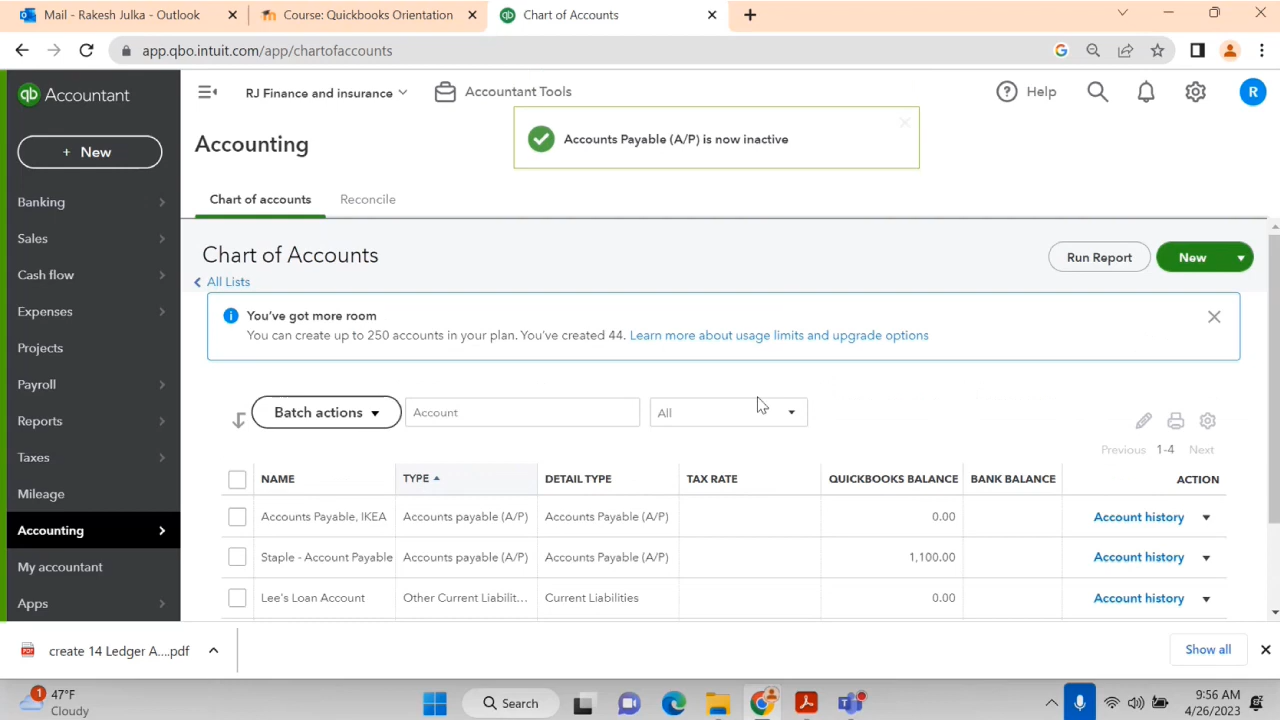 Mail - Rakesh Julka - Outlook
Course: Quickbooks Orientation
Chart of Accounts
app.qbo.intuit.com/app/chartofaccounts
qb Accountant
RJ Finance and insurance
Accountant Tools
Help
R
Accounts Payable (A/P) is now inactive
+ New
Accounting
Banking
Sales
Cash flow
Expenses
Projects
Payroll
Reports
Taxes
Mileage
Accounting
My accountant
Apps
Chart of accounts
Reconcile
Chart of Accounts
All Lists
Run Report
New
You've got more room
You can create up to 250 accounts in your plan. You've created 44. Learn more about usage limits and upgrade options
Batch actions
Account
All
Previous 1-4 Next
NAME TYPE DETAIL TYPE TAX RATE QUICKBOOKS BALANCE BANK BALANCE ACTION
Accounts Payable, IKEA Accounts payable (A/P) Accounts Payable (A/P) 0.00 Account history
Staple - Account Payable Accounts payable (A/P) Accounts Payable (A/P) 1,100.00 Account history
Lee's Loan Account Other Current Liabilit... Current Liabilities 0.00 Account history
create 14 Ledger A....pdf
Show all
1
47°F
Cloudy
Search
9:56 AM
4/26/2023